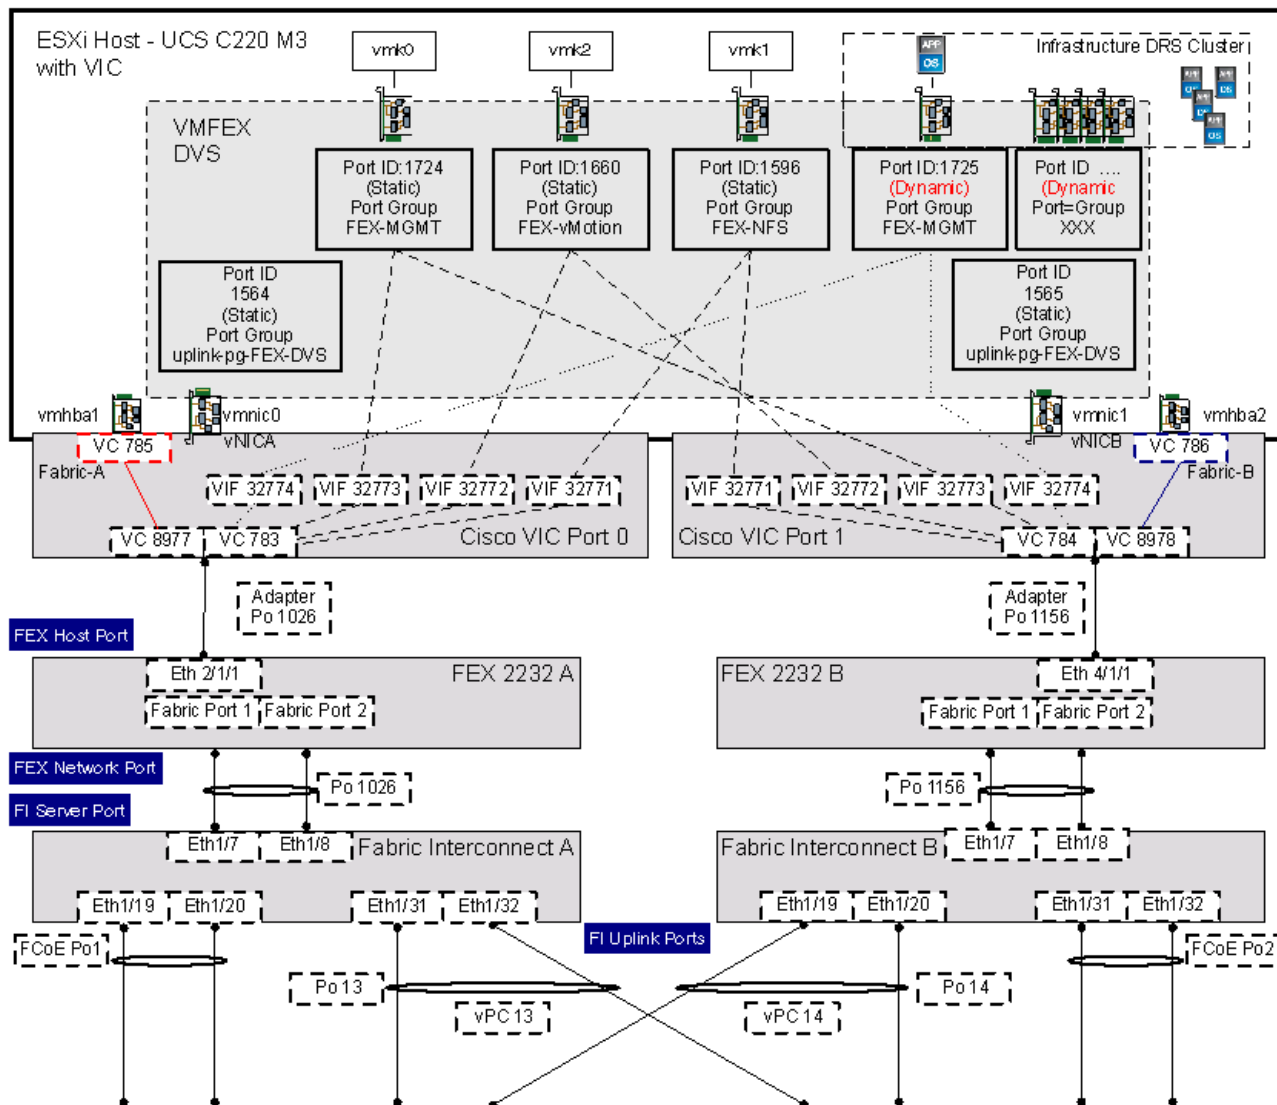 ESXi Host - UCS C220 M3
with VIC
vmk0
vmk2
vmk1
APP
OS
Infrastructure DRS Cluster
APP
APP
OS
APP
OS
APP
OS
VMFEX
DVS
Port ID:1724
(Static)
Port Group
FEX-MGMT
Port ID:1660
(Static)
Port Group
FEX-vMotion
Port ID:1596
(Static)
Port Group
FEX-NFS
Port ID:1725
(Dynamic)
Port Group
FEX-MGMT
Port ID ....
(Dynamic
Port=Group
XXX
Port ID
1564
(Static)
Port Group
uplink-pg-FEX-DVS
Port ID
1565
(Static)
Port Group
uplink-pg-FEX-DVS
vmhba1
vmnic0
vmnic1
vmhba2
VC 785
vNICA
vNICB
VC 786
Fabric-A
Fabric-B
VIF 32774
VIF 32773
VIF 32772
VIF 32771
VIF 32771
VIF 32772
VIF 32773
VIF 32774
VC 8977
VC 783
Cisco VIC Port 0
Cisco VIC Port 1
VC 784
VC 8978
Adapter
Po 1026
Adapter
Po 1156
FEX Host Port
Eth 2/1/1
FEX 2232 A
FEX 2232 B
Eth 4/1/1
Fabric Port 1
Fabric Port 2
Fabric Port 1
Fabric Port 2
FEX Network Port
Po 1026
Po 1156
FI Server Port
Eth1/7
Eth1/8
Fabric Interconnect A
Fabric Interconnect B
Eth1/7
Eth1/8
Eth1/19
Eth1/20
Eth1/31
Eth1/32
Eth1/19
Eth1/20
Eth1/31
Eth1/32
FCoE Po1
FI Uplink Ports
FCoE Po2
Po 13
Po 14
vPC 13
vPC 14